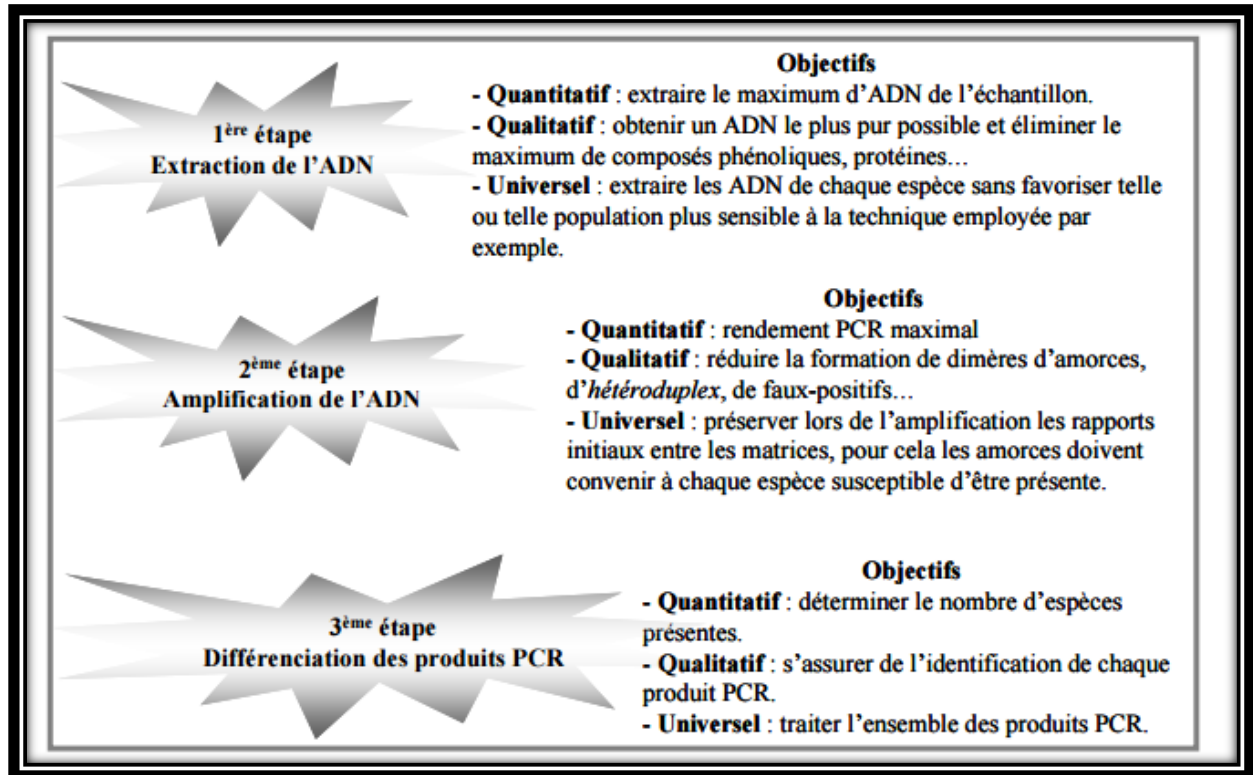 1ère étape
Extraction de l'ADN
Objectifs
- Quantitatif : extraire le maximum d'ADN de l'échantillon.
- Qualitatif : obtenir un ADN le plus pur possible et éliminer le
maximum de composés phénoliques, protéines…
- Universel : extraire les ADN de chaque espèce sans favoriser telle
ou telle population plus sensible à la technique employée par
exemple.
2ème étape
Amplification de l'ADN
Objectifs
- Quantitatif : rendement PCR maximal
- Qualitatif : réduire la formation de dimères d'amorces,
d'hétéroduplex, de faux-positifs…
- Universel : préserver lors de l'amplification les rapports
initiaux entre les matrices, pour cela les amorces doivent
convenir à chaque espèce susceptible d'être présente.
3ème étape
Différenciation des produits PCR
Objectifs
- Quantitatif : déterminer le nombre d'espèces
présentes.
- Qualitatif : s'assurer de l'identification de chaque
produit PCR.
- Universel : traiter l'ensemble des produits PCR.